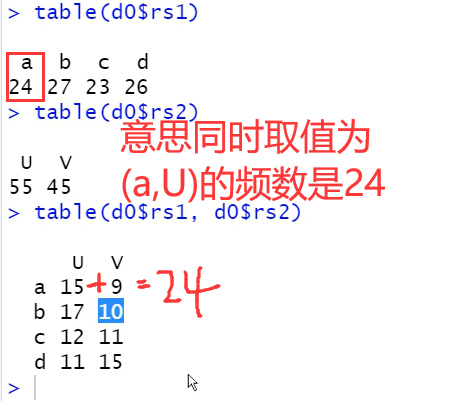 > table(d0$rs1)
a b c d
24 27 23 26
> table(d0$rs2)
意思同时取值为
(a,U)的频数是24
U V
55 45
> table(d0$rs1, d0$rs2)
U V
a 15 + 9 = 24
b 17 10
c 12 11
d 11 15
>